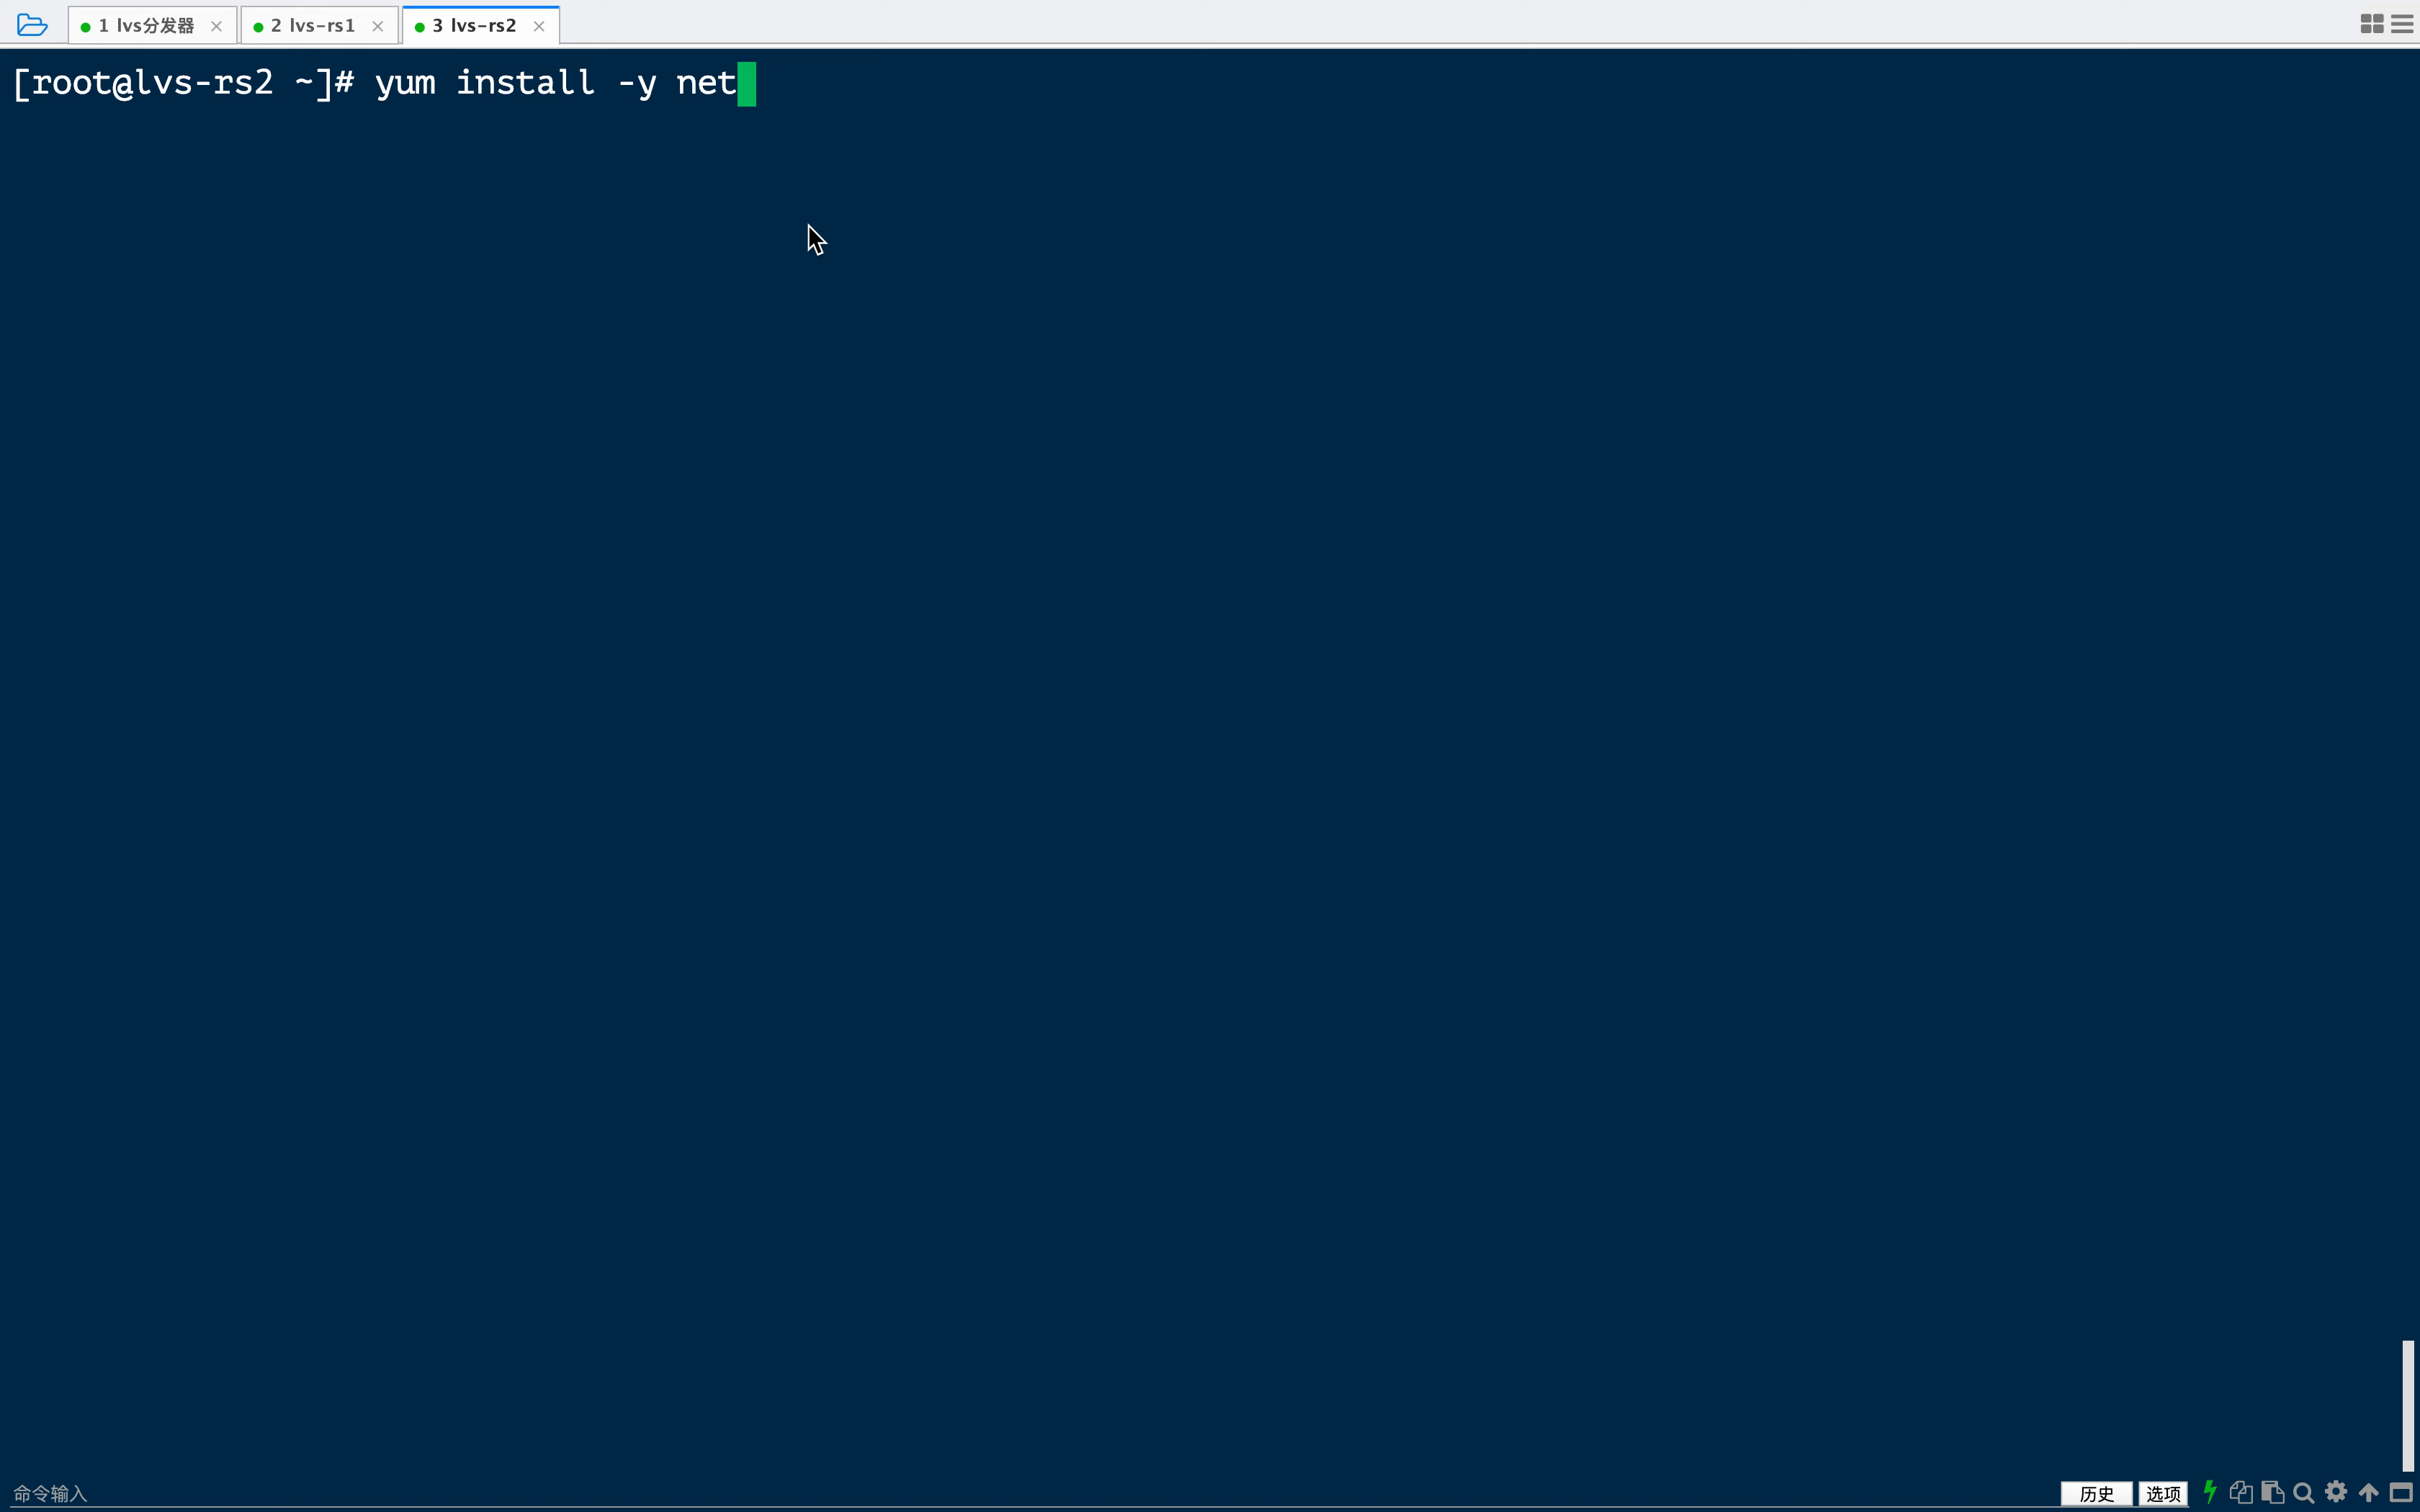 1 lvs分发器
2 lvs-rs1
3 lvs-rs2
[root@lvs-rs2 ~]# yum install -y net
命令输入
历史
选项